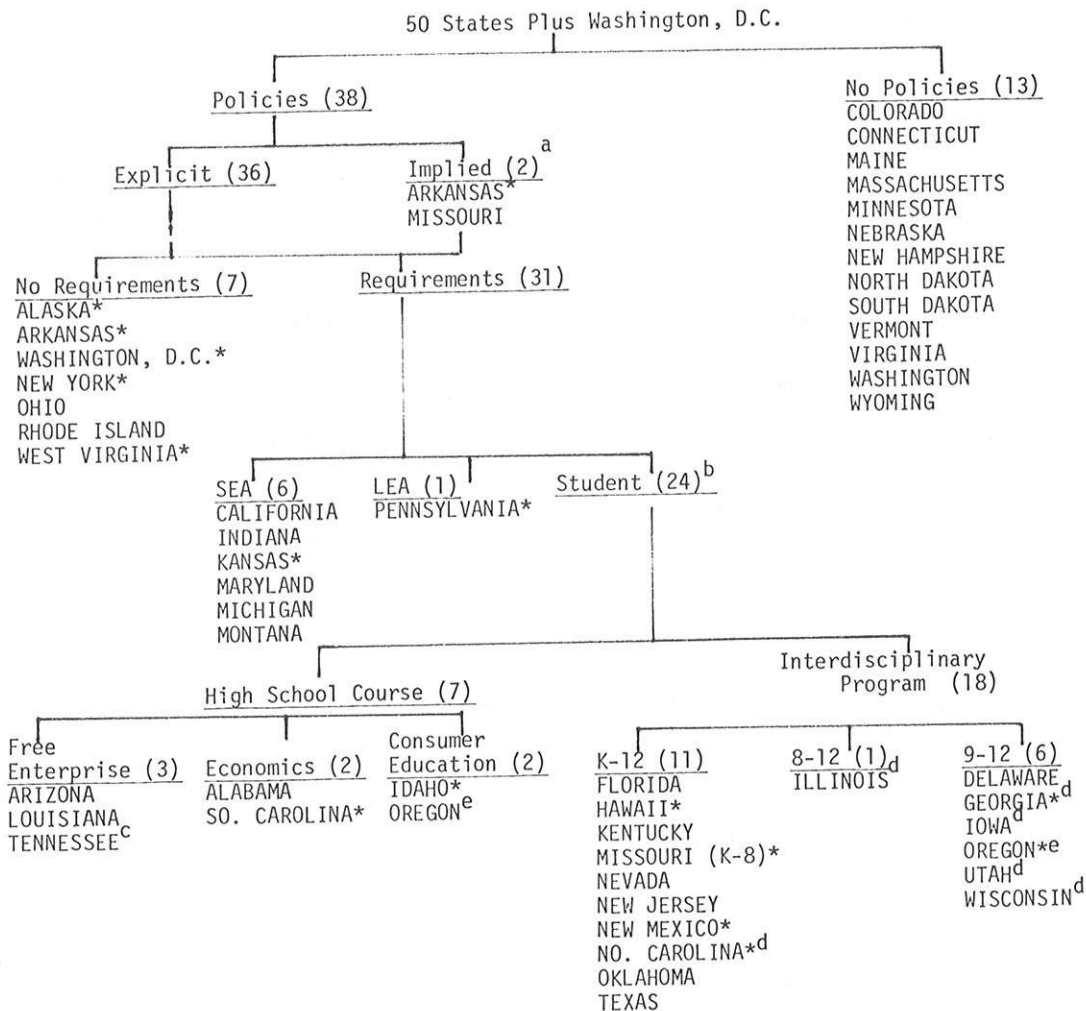 50 States Plus Washington, D.C.
Policies (38)
No Policies (13)
COLORADO
CONNECTICUT
MAINE
MASSACHUSETTS
MINNESOTA
NEBRASKA
NEW HAMPSHIRE
NORTH DAKOTA
SOUTH DAKOTA
VERMONT
VIRGINIA
WASHINGTON
WYOMING
Explicit (36)
Implied (2)a
ARKANSAS*
MISSOURI
No Requirements (7)
ALASKA*
ARKANSAS*
WASHINGTON, D.C.*
NEW YORK*
OHIO
RHODE ISLAND
WEST VIRGINIA*
Requirements (31)
SEA (6)
CALIFORNIA
INDIANA
KANSAS*
MARYLAND
MICHIGAN
MONTANA
LEA (1)
PENNSYLVANIA*
Student (24)b
High School Course (7)
Free
Enterprise (3)
ARIZONA
LOUISIANA
TENNESSEEc
Economics (2)
ALABAMA
SO. CAROLINA*
Consumer
Education (2)
IDAHO*
OREGONe
Interdisciplinary
Program (18)
K-12 (11)
FLORIDA
HAWAII*
KENTUCKY
MISSOURI (K-8)*
NEVADA
NEW JERSEY
NEW MEXICO*
NO. CAROLINA*d
OKLAHOMA
TEXAS
8-12 (1)
ILLINOISd
9-12 (6)
DELAWARE
GEORGIA*d
IOWAd
OREGON*e
UTAHd
WISCONSINd